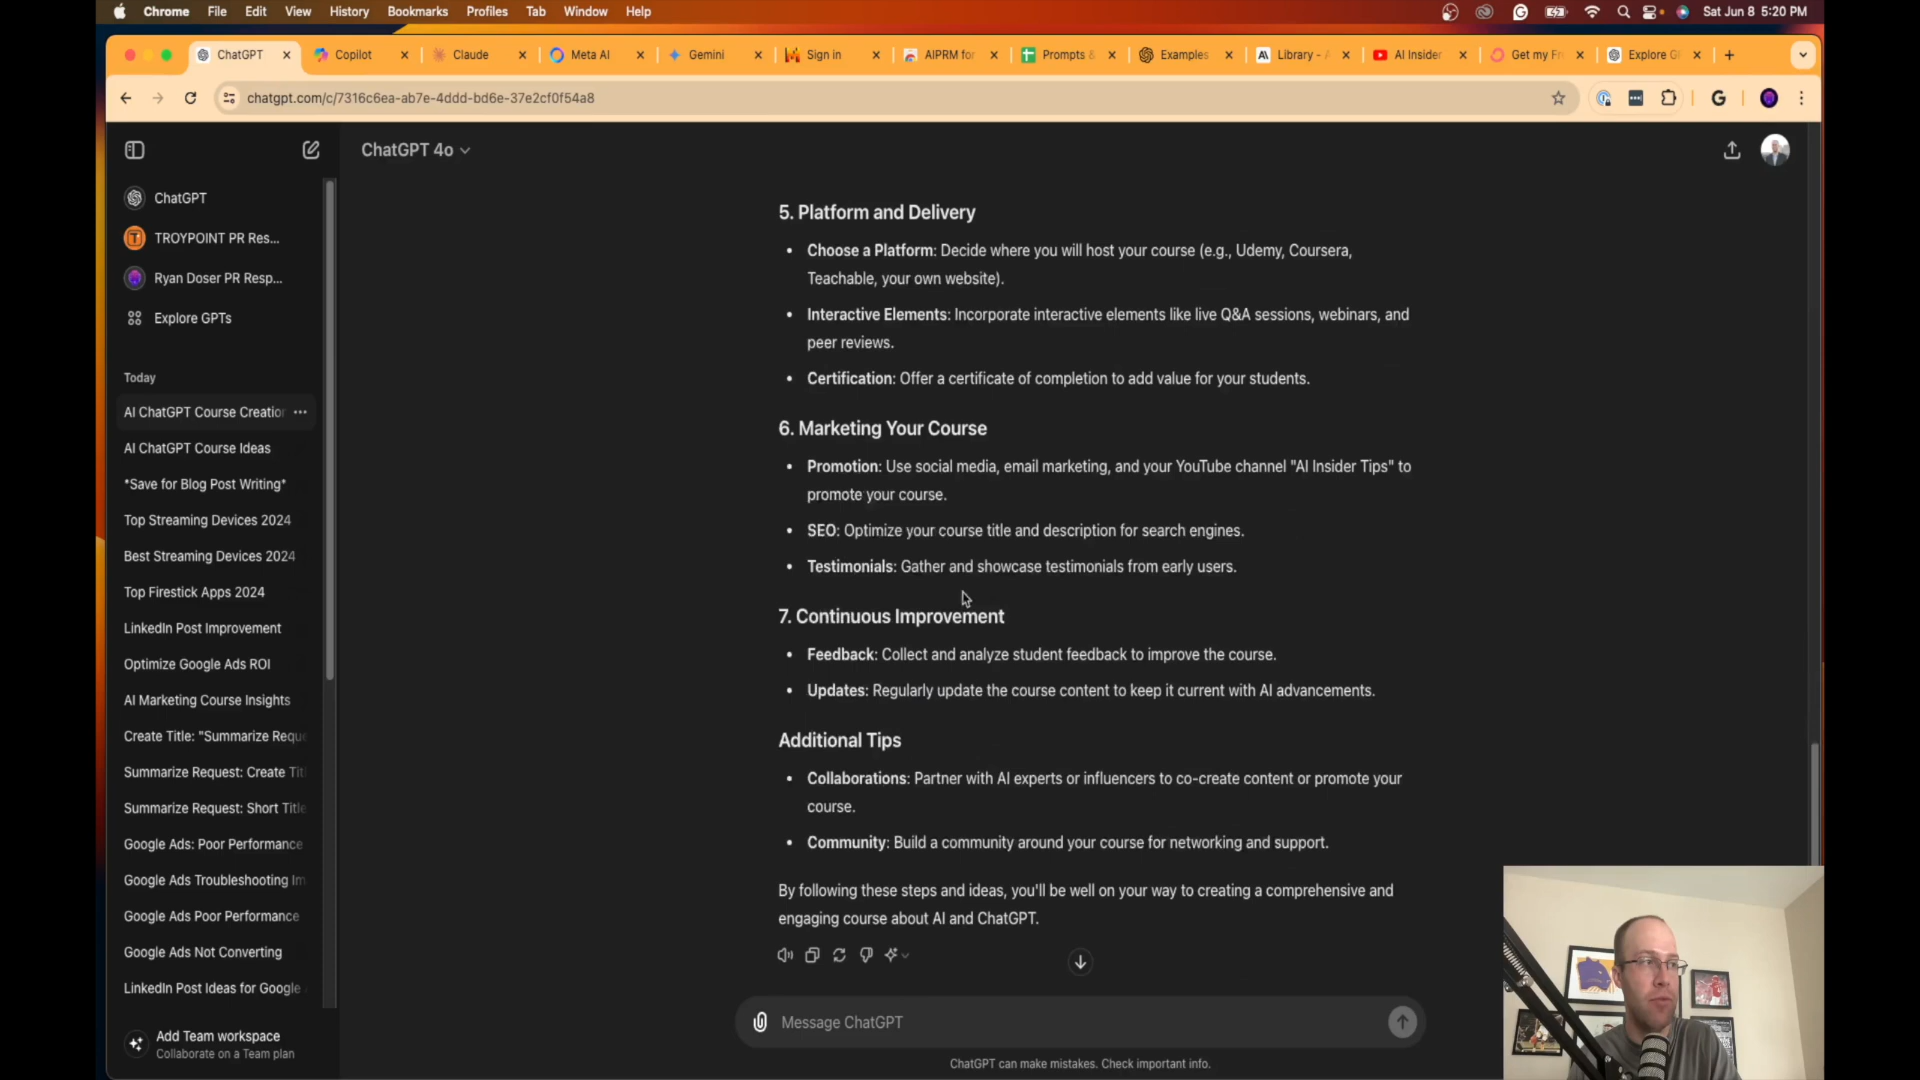 Chrome File Edit View History Bookmarks Profiles Tab Window Help Sat Jun 8 5:20 PM
ChatGPT Copilot Claude Meta AI Gemini Sign in AIPRM for Prompts & Examples Library - AI Insider Get my Fr Explore GP
chatgpt.com/c/7316c6ea-ab7e-4ddd-bd6e-37e2cf0f54a8
ChatGPT 4o
ChatGPT
TROYPOINT PR Res...
Ryan Doser PR Resp...
Explore GPTs
Today
AI ChatGPT Course Creation
AI ChatGPT Course Ideas
*Save for Blog Post Writing*
Top Streaming Devices 2024
Best Streaming Devices 2024
Top Firestick Apps 2024
LinkedIn Post Improvement
Optimize Google Ads ROI
AI Marketing Course Insights
Create Title: "Summarize Reque
Summarize Request: Create Titl
Summarize Request: Short Title
Google Ads: Poor Performance
Google Ads Troubleshooting Im
Google Ads Poor Performance
Google Ads Not Converting
LinkedIn Post Ideas for Google
Add Team workspace
Collaborate on a Team plan
5. Platform and Delivery
• Choose a Platform: Decide where you will host your course (e.g., Udemy, Coursera,
Teachable, your own website).
• Interactive Elements: Incorporate interactive elements like live Q&A sessions, webinars, and
peer reviews.
• Certification: Offer a certificate of completion to add value for your students.
6. Marketing Your Course
• Promotion: Use social media, email marketing, and your YouTube channel "AI Insider Tips" to
promote your course.
• SEO: Optimize your course title and description for search engines.
• Testimonials: Gather and showcase testimonials from early users.
7. Continuous Improvement
• Feedback: Collect and analyze student feedback to improve the course.
• Updates: Regularly update the course content to keep it current with AI advancements.
Additional Tips
• Collaborations: Partner with AI experts or influencers to co-create content or promote your
course.
• Community: Build a community around your course for networking and support.
By following these steps and ideas, you'll be well on your way to creating a comprehensive and
engaging course about AI and ChatGPT.
Message ChatGPT
ChatGPT can make mistakes. Check important info.